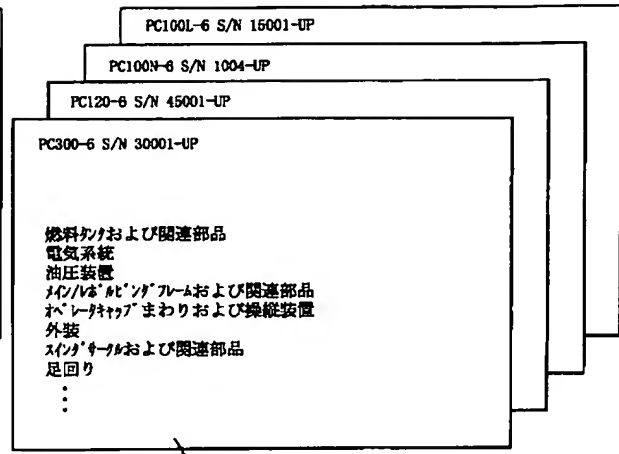 PC100L-6 S/N 15001-UP
PC100N-6 S/N 1004-UP
PC120-6 S/N 45001-UP
PC300-6 S/N 30001-UP
燃料タンクおよび関連部品
電気系統
油圧装置
メイン/レボルビングフレームおよび関連部品
オペレータキャップまわりおよび操縦装置
外装
スイングサークルおよび関連部品
足回り
⋮